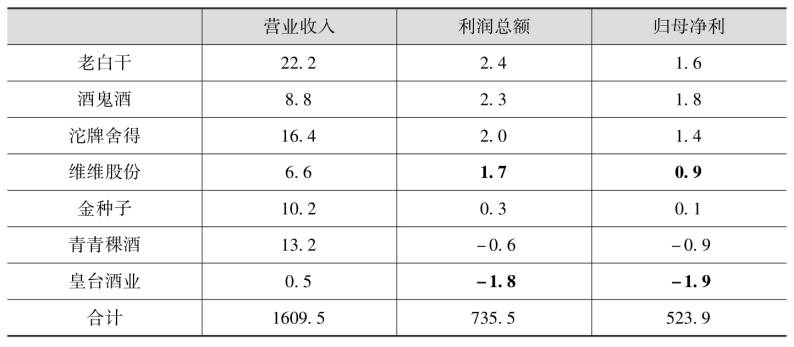 营业收入 利润总额 归母净利
老白干 22.2 2.4 1.6
酒鬼酒 8.8 2.3 1.8
沱牌舍得 16.4 2.0 1.4
维维股份 6.6 1.7 0.9
金种子 10.2 0.3 0.1
青青稞酒 13.2 -0.6 -0.9
皇台酒业 0.5 -1.8 -1.9
合计 1609.5 735.5 523.9